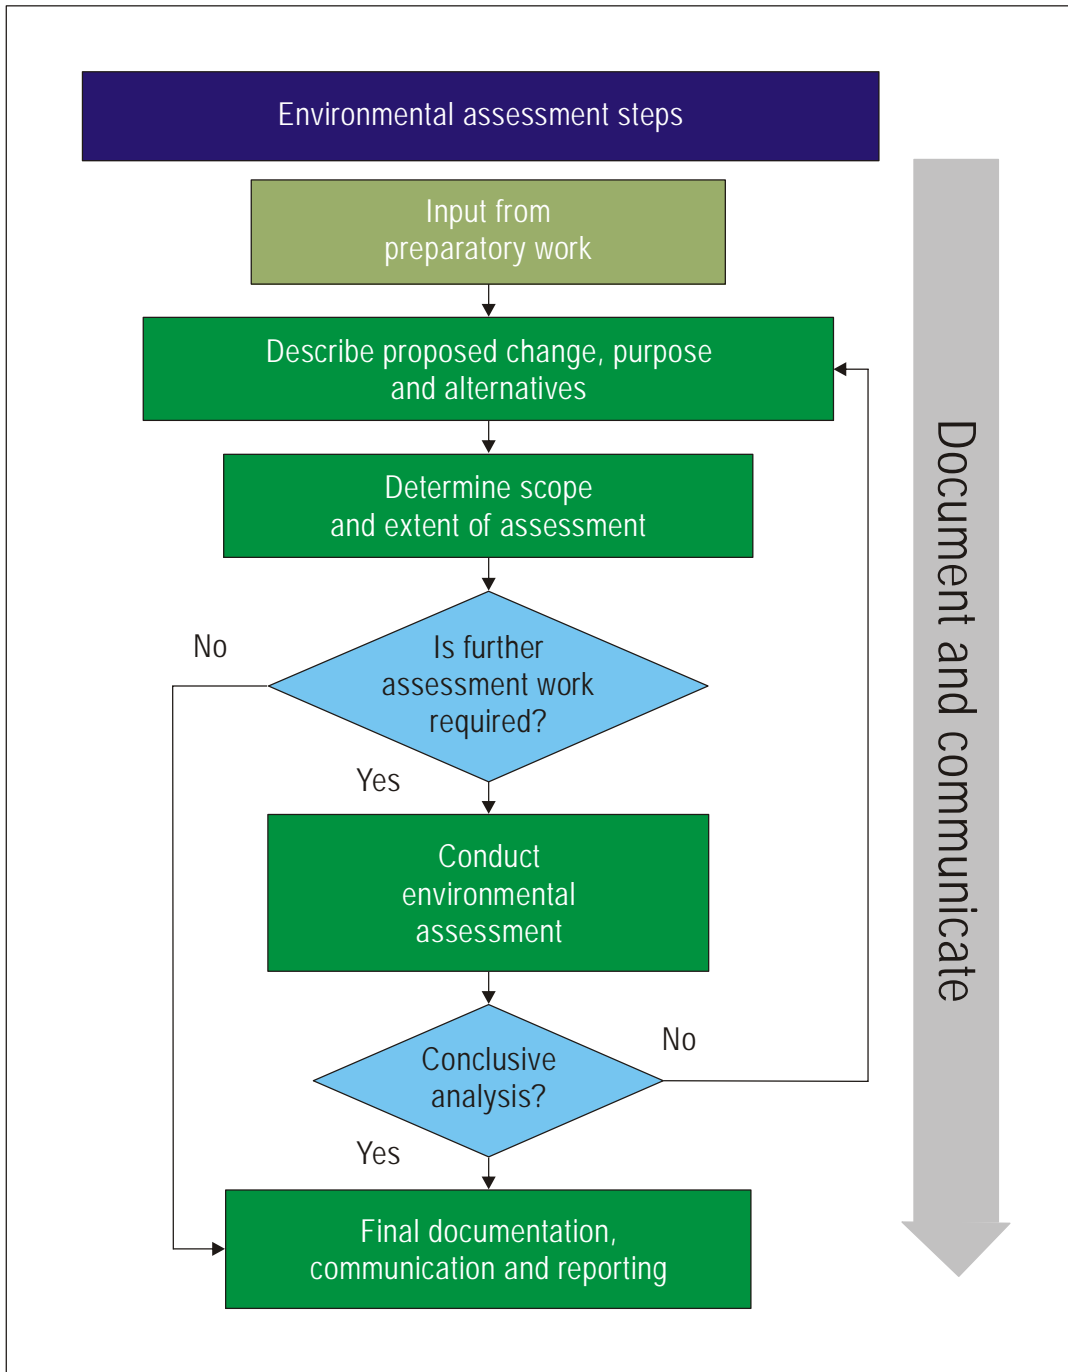 Environmental assessment steps
Input from
preparatory work
Describe proposed change, purpose
and alternatives
Determine scope
and extent of assessment
No
Is further
assessment work
required?
Yes
Conduct
environmental
assessment
No
Conclusive
analysis?
Yes
Final documentation,
communication and reporting
Document and communicate